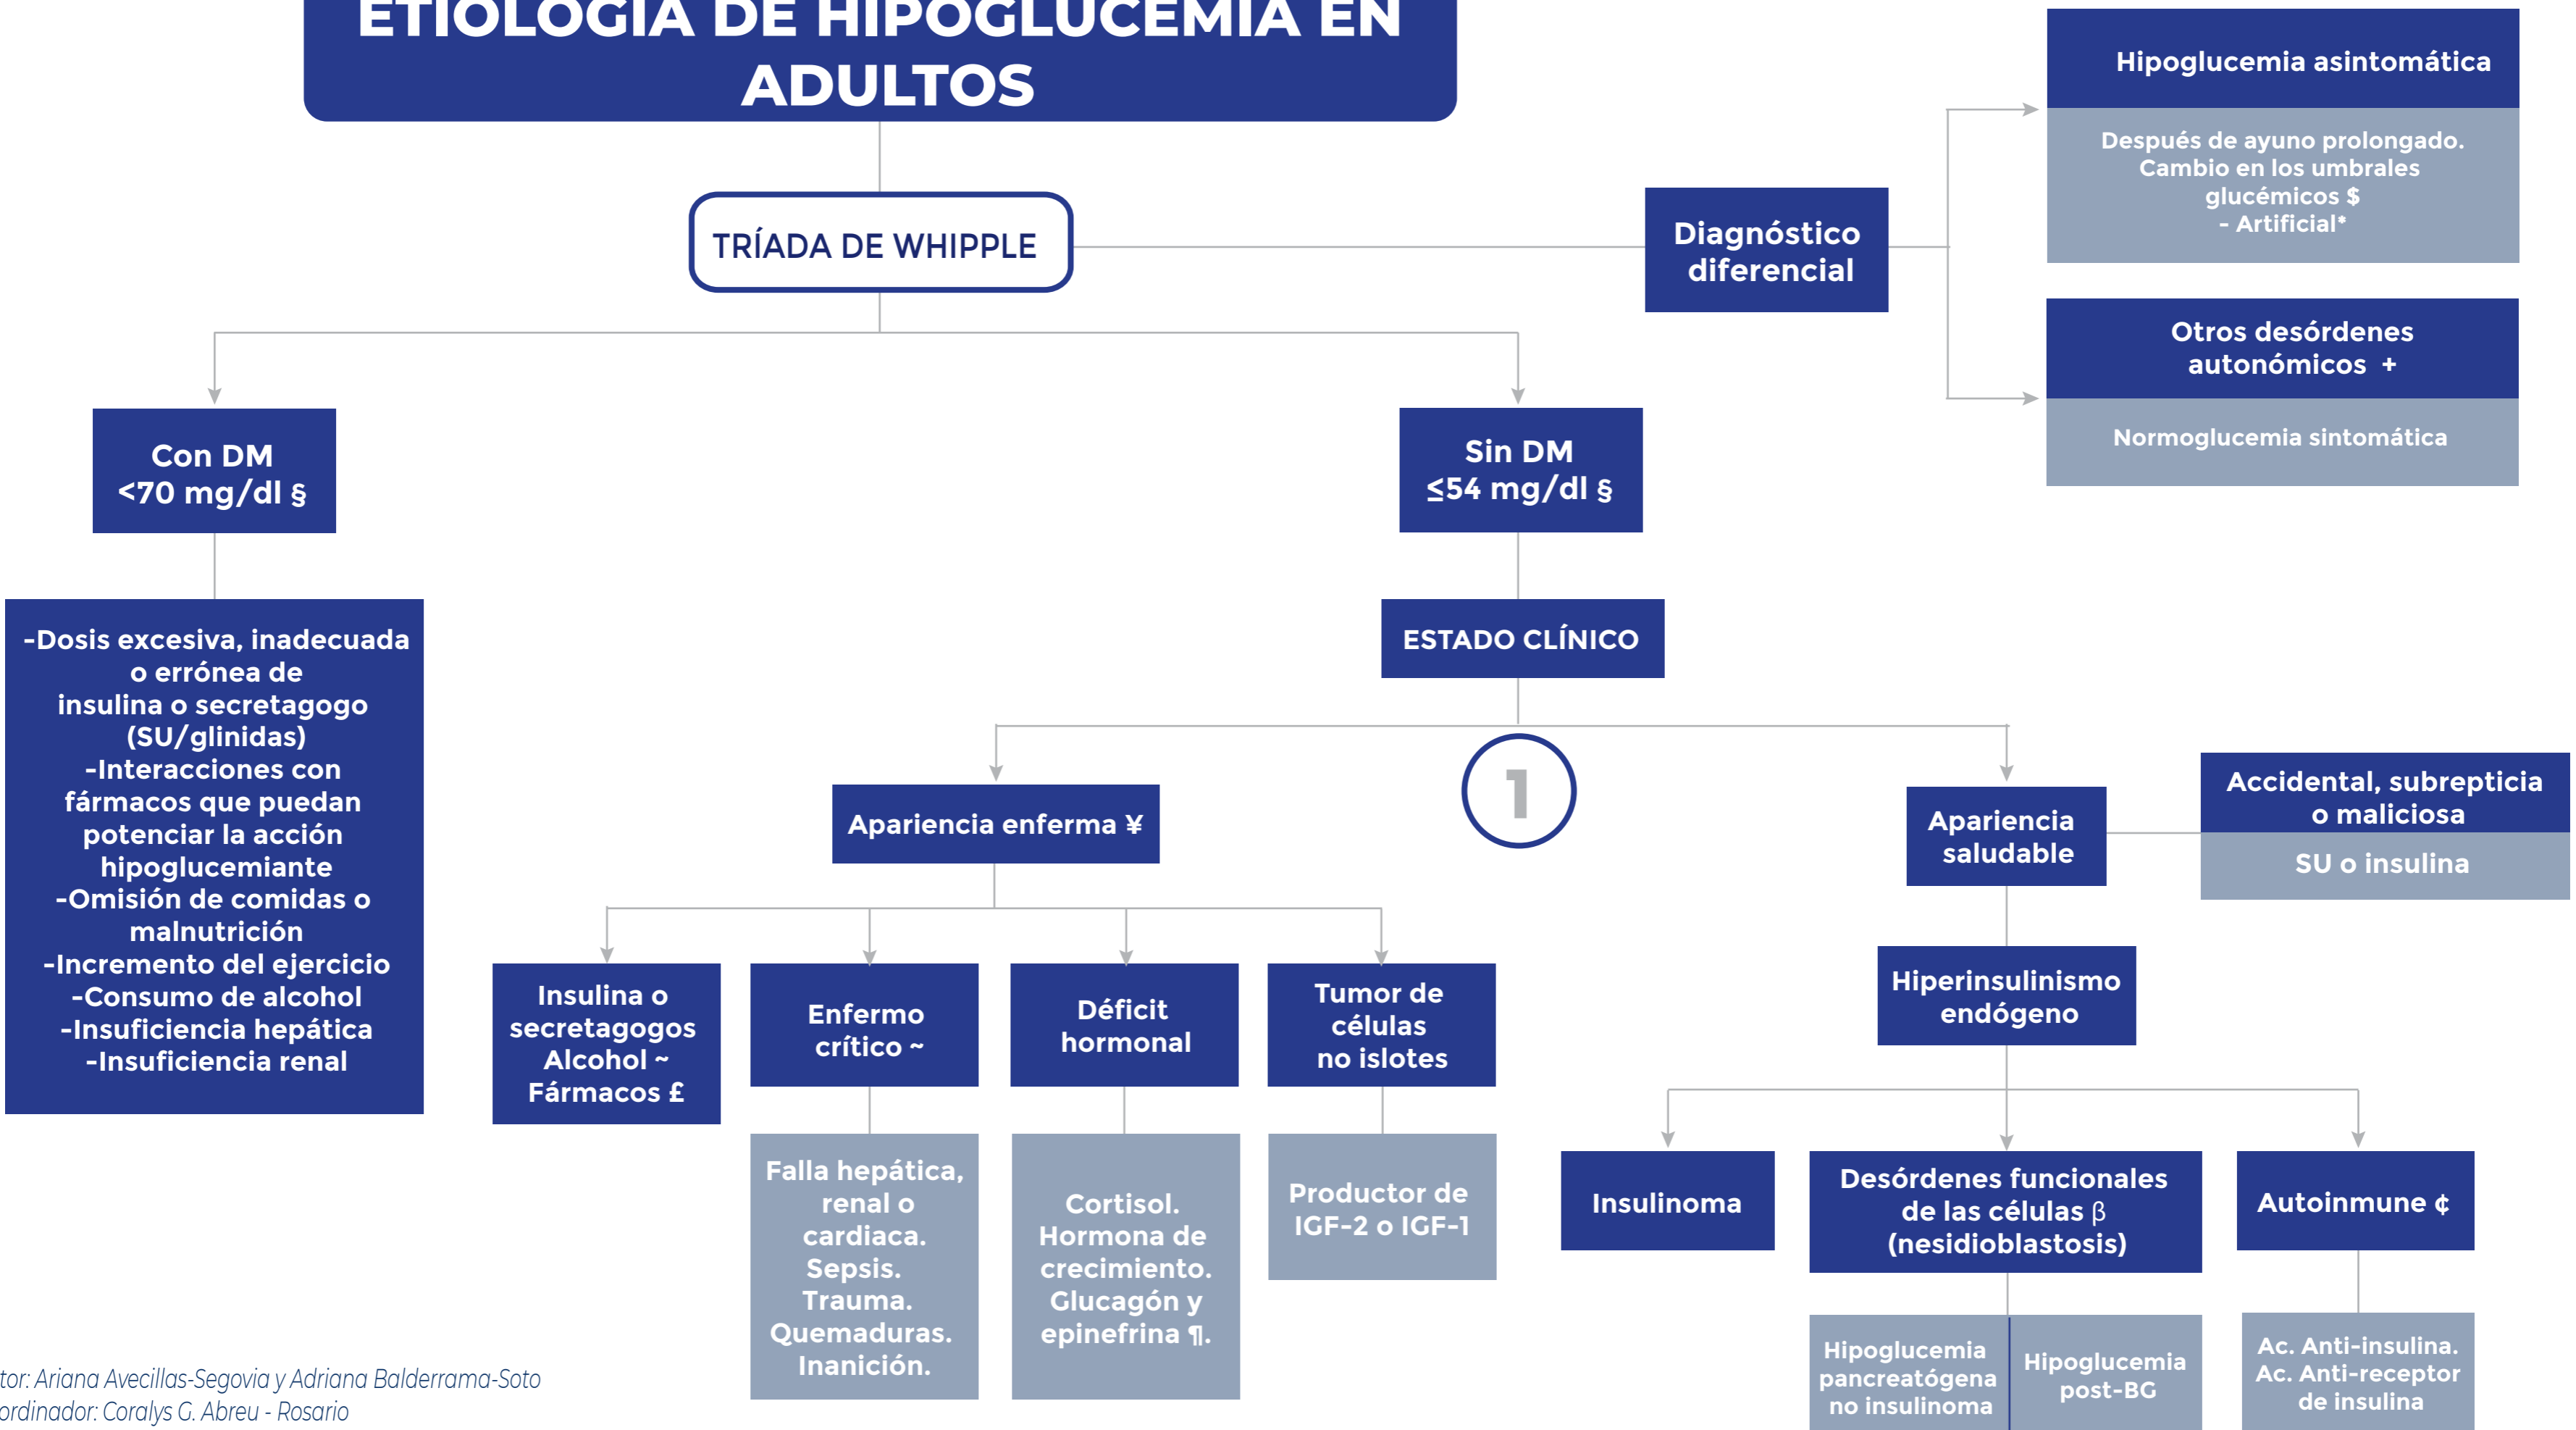 ETIOLOGÍA DE HIPOGLUCEMIA EN
ADULTOS
TRÍADA DE WHIPPLE
Diagnóstico
diferencial
Hipoglucemia asintomática
Después de ayuno prolongado.
Cambio en los umbrales
glucémicos $
- Artificial*
Otros desórdenes
autonómicos +
Normoglucemia sintomática
Con DM
<70 mg/dl §
Sin DM
≤54 mg/dl §
-Dosis excesiva, inadecuada
o errónea de
insulina o secretagogo
(SU/glinidas)
-Interacciones con
fármacos que puedan
potenciar la acción
hipoglucemiante
-Omisión de comidas o
malnutrición
-Incremento del ejercicio
-Consumo de alcohol
-Insuficiencia hepática
-Insuficiencia renal
ESTADO CLÍNICO
1
Apariencia enferma ¥
Apariencia
saludable
Accidental, subrepticia
o maliciosa
SU o insulina
Insulina o
secretagogos
Alcohol ~
Fármacos £
Enfermo
crítico ~
Déficit
hormonal
Tumor de
células
no islotes
Falla hepática,
renal o
cardiaca.
Sepsis.
Trauma.
Quemaduras.
Inanición.
Cortisol.
Hormona de
crecimiento.
Glucagón y
epinefrina ¶.
Productor de
IGF-2 o IGF-1
Hiperinsulinismo
endógeno
Insulinoma
Desórdenes funcionales
de las células β
(nesidioblastosis)
Autoinmune ¢
Hipoglucemia
pancreatógena
no insulinoma
Hipoglucemia
post-BG
Ac. Anti-insulina.
Ac. Anti-receptor
de insulina
tor: Ariana Avecillas-Segovia y Adriana Balderrama-Soto
ordinador: Coralys G. Abreu - Rosario